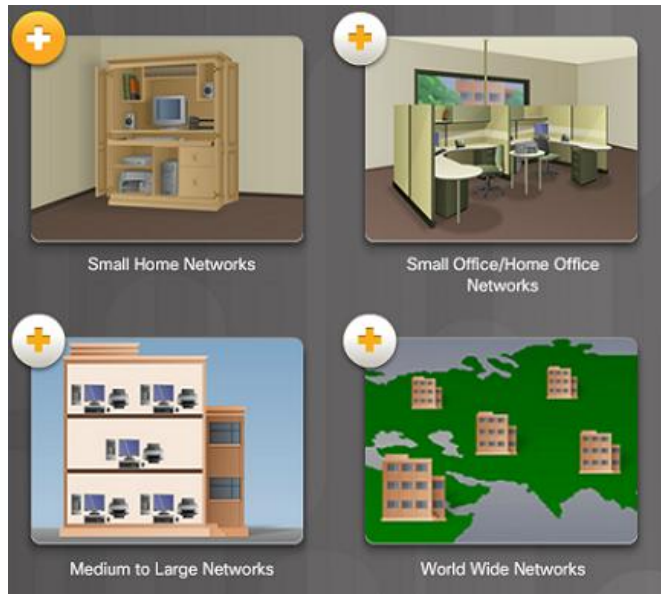 Small Home Networks
Small Office/Home Office
Networks
Medium to Large Networks
World Wide Networks